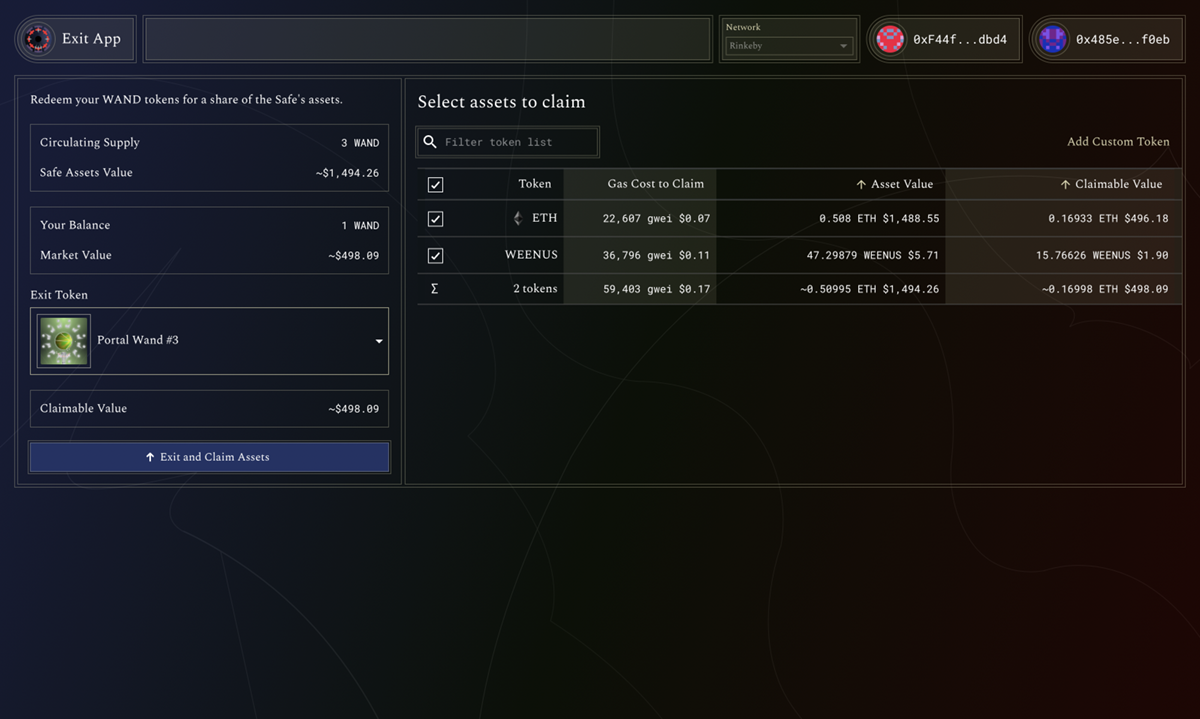 Exit App
Network
Rinkeby
0xF44f...dbd4
0x485e...f0eb
Redeem your WAND tokens for a share of the Safe's assets.
Circulating Supply 3 WAND
Safe Assets Value ~$1,494.26
Your Balance 1 WAND
Market Value ~$498.09
Exit Token
Portal Wand #3
Claimable Value ~$498.09
↑ Exit and Claim Assets
Select assets to claim
Filter token list
Add Custom Token
Token Gas Cost to Claim ↑ Asset Value ↑ Claimable Value
ETH 22,607 gwei $0.07 0.508 ETH $1,488.55 0.16933 ETH $496.18
WEENUS 36,796 gwei $0.11 47.29879 WEENUS $5.71 15.76626 WEENUS $1.90
Σ 2 tokens 59,403 gwei $0.17 ~0.50995 ETH $1,494.26 ~0.16998 ETH $498.09